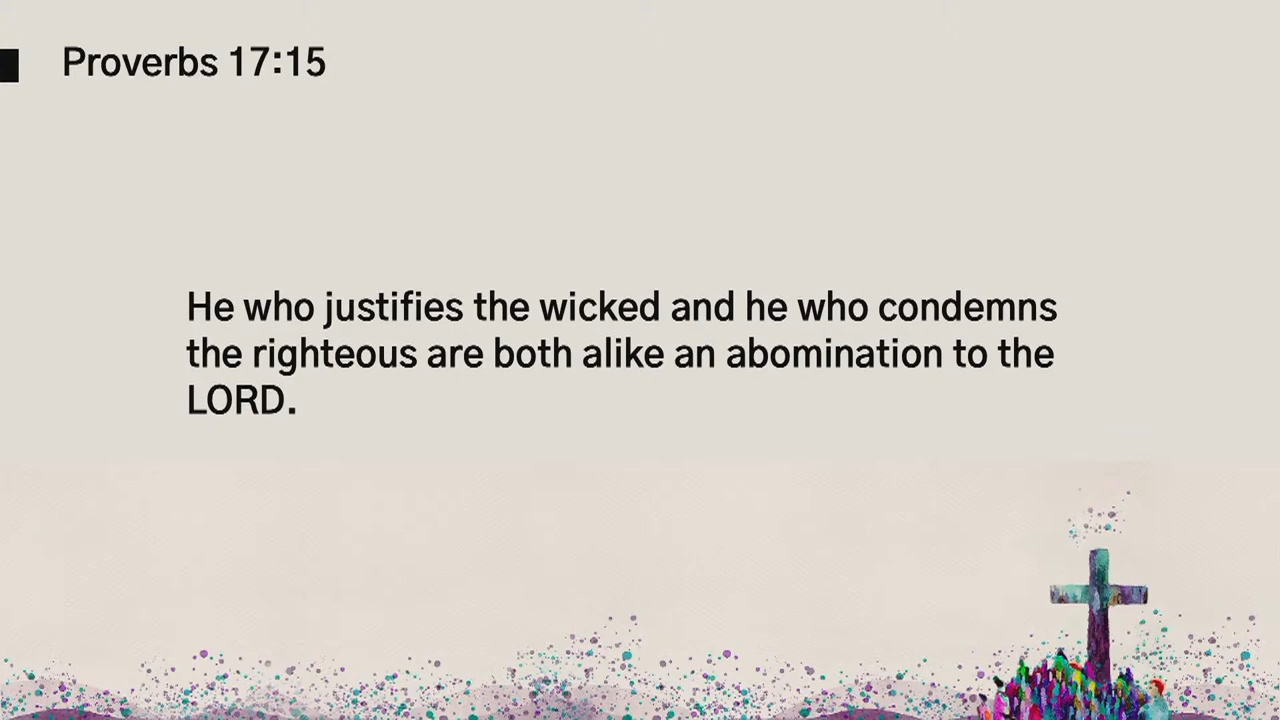 Proverbs 17:15
He who justifies the wicked and he who condemns
the righteous are both alike an abomination to the
LORD.